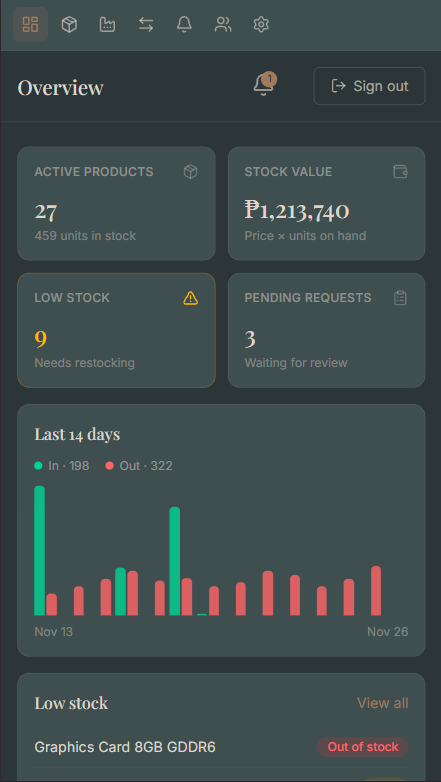 Overview
1
Sign out
ACTIVE PRODUCTS
27
459 units in stock
STOCK VALUE
₱1,213,740
Price × units on hand
LOW STOCK
9
Needs restocking
PENDING REQUESTS
3
Waiting for review
Last 14 days
In · 198
Out · 322
Nov 13
Nov 26
Low stock
View all
Graphics Card 8GB GDDR6
Out of stock